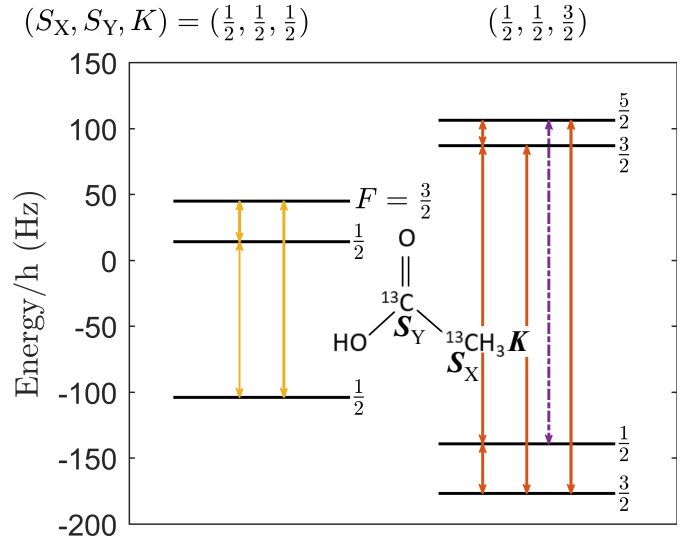 (S_X, S_Y, K) = (1/2, 1/2, 1/2)
(1/2, 1/2, 3/2)
Energy/h (Hz)
150
100
50
0
-50
-100
-150
-200
F = 3/2
1/2
1/2
5/2
3/2
1/2
3/2
O
¹³C
S_Y
HO
¹³CH₃K
S_X